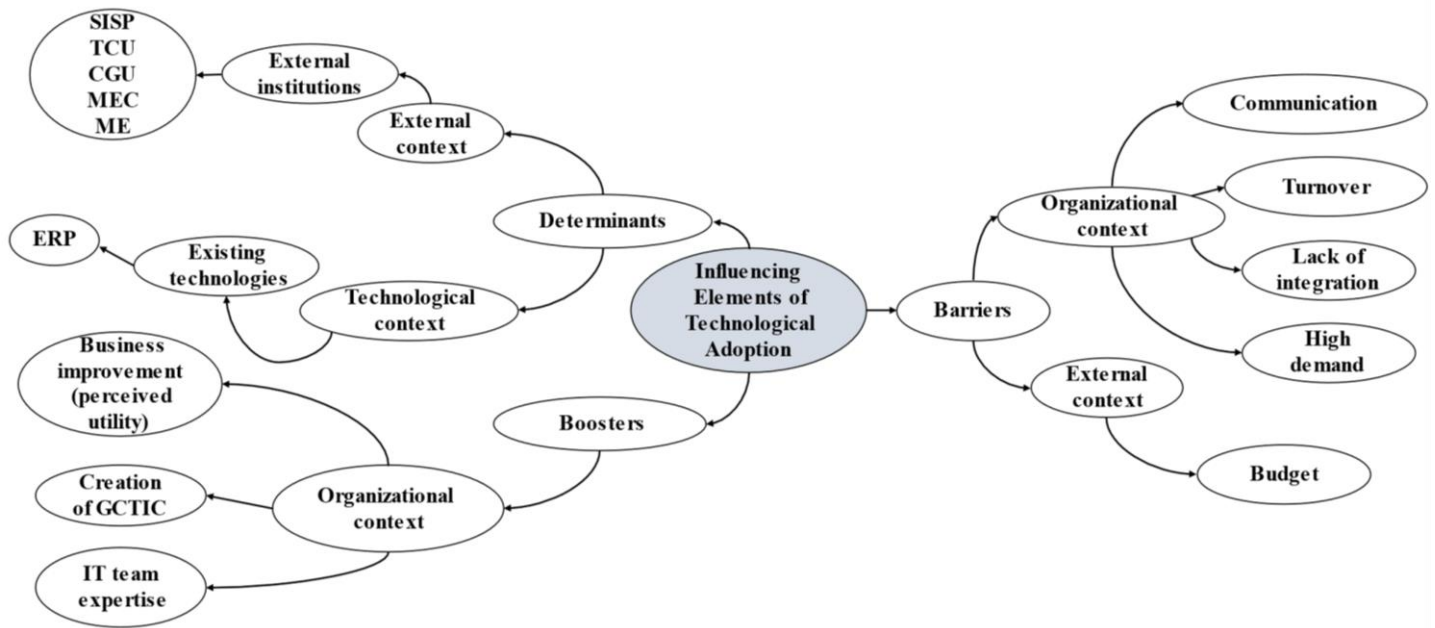 SISP
TCU
CGU
MEC
ME
External
institutions
External
context
Determinants
ERP
Existing
technologies
Technological
context
Influencing
Elements of
Technological
Adoption
Business
improvement
(perceived
utility)
Boosters
Creation
of GCTIC
Organizational
context
IT team
expertise
Barriers
Organizational
context
Communication
Turnover
Lack of
integration
High
demand
External
context
Budget